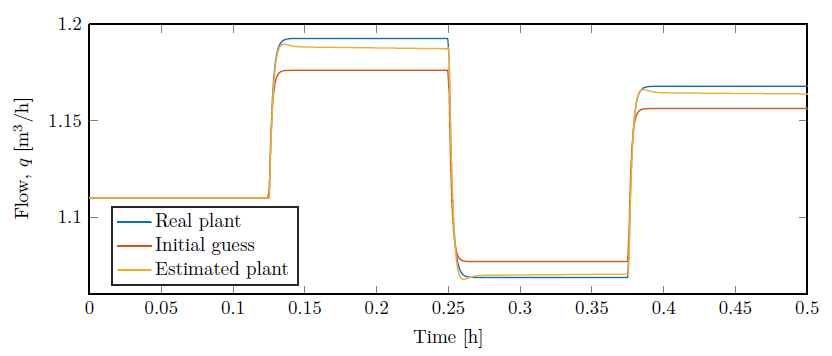 1.2
1.15
1.1
Flow, q [m³/h]
Real plant
Initial guess
Estimated plant
0 0.05 0.1 0.15 0.2 0.25 0.3 0.35 0.4 0.45 0.5
Time [h]